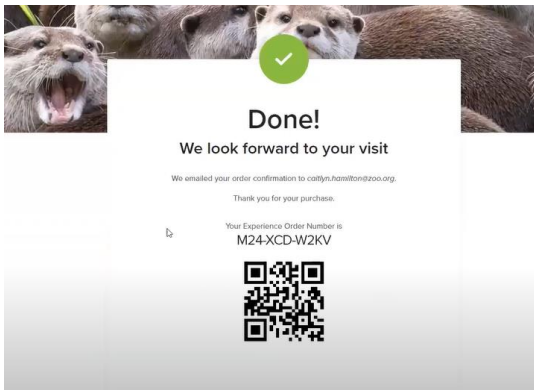 Done!
We look forward to your visit
We emailed your order confirmation to caitlyn.hamilton@zoo.org.
Thank you for your purchase.
Your Experience Order Number is
M24-XCD-W2KV